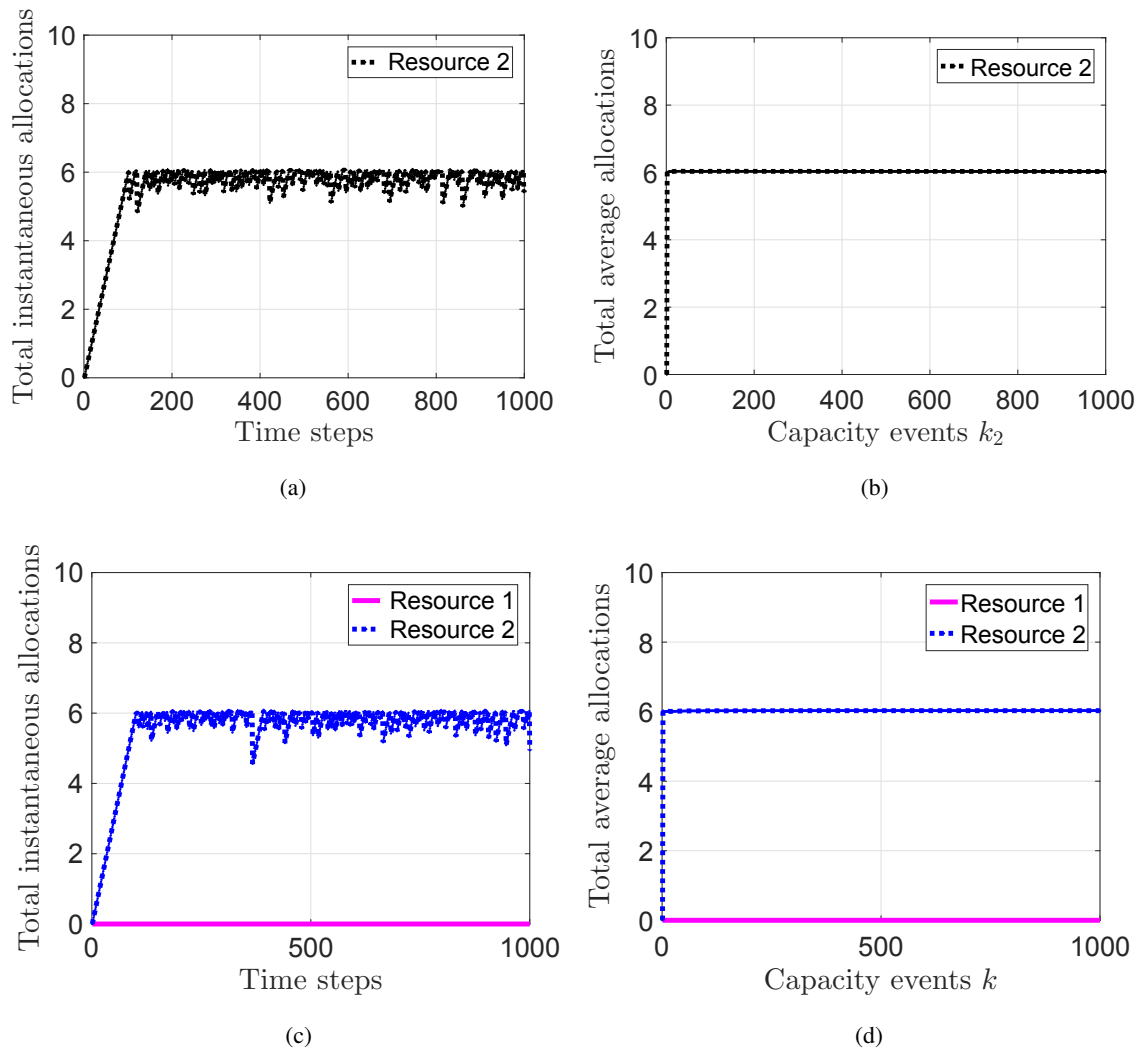 Total instantaneous allocations
10
8
6
4
2
0
0 200 400 600 800 1000
Time steps
Resource 2
(a)
Total average allocations
10
8
6
4
2
0
0 200 400 600 800 1000
Capacity events k₂
Resource 2
(b)
Total instantaneous allocations
10
8
6
4
2
0
0 500 1000
Time steps
Resource 1
Resource 2
(c)
Total average allocations
10
8
6
4
2
0
0 500 1000
Capacity events k
Resource 1
Resource 2
(d)